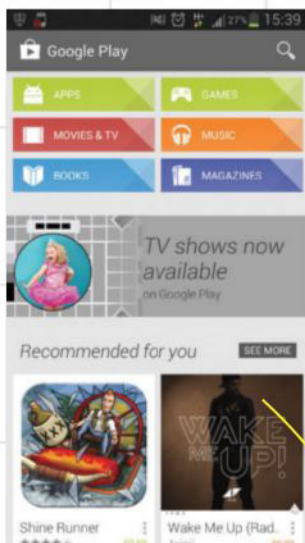 27% 15:39
Google Play
APPS GAMES
MOVIES & TV MUSIC
BOOKS MAGAZINES
TV shows now
available
on Google Play
Recommended for you SEE MORE
WAKE
ME UP!
Shine Runner Wake Me Up (Rad..